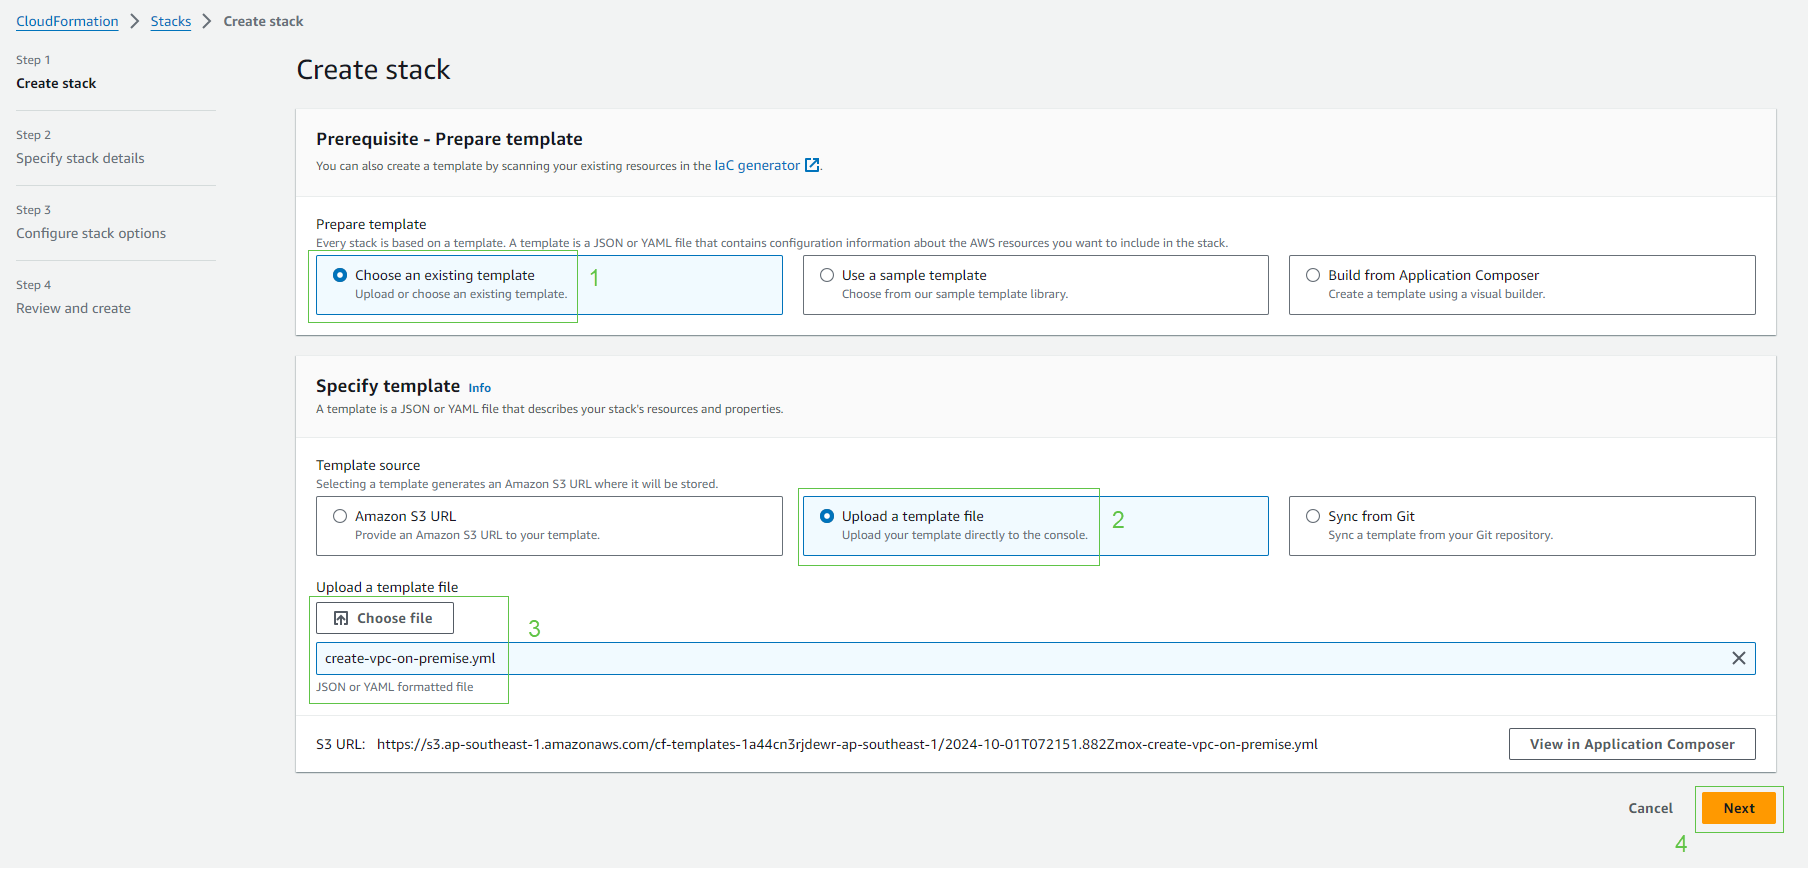 CloudFormation > Stacks > Create stack
Step 1
Create stack
Step 2
Specify stack details
Step 3
Configure stack options
Step 4
Review and create
Create stack
Prerequisite - Prepare template
You can also create a template by scanning your existing resources in the IaC generator.
Prepare template
Every stack is based on a template. A template is a JSON or YAML file that contains configuration information about the AWS resources you want to include in the stack.
Choose an existing template
Upload or choose an existing template.
1
Use a sample template
Choose from our sample template library.
Build from Application Composer
Create a template using a visual builder.
Specify template Info
A template is a JSON or YAML file that describes your stack's resources and properties.
Template source
Selecting a template generates an Amazon S3 URL where it will be stored.
Amazon S3 URL
Provide an Amazon S3 URL to your template.
Upload a template file
Upload your template directly to the console.
2
Sync from Git
Sync a template from your Git repository.
Upload a template file
Choose file
3
create-vpc-on-premise.yml
JSON or YAML formatted file
S3 URL: https://s3.ap-southeast-1.amazonaws.com/cf-templates-1a44cn3rjdewr-ap-southeast-1/2024-10-01T072151.882Zmox-create-vpc-on-premise.yml
View in Application Composer
Cancel
Next
4